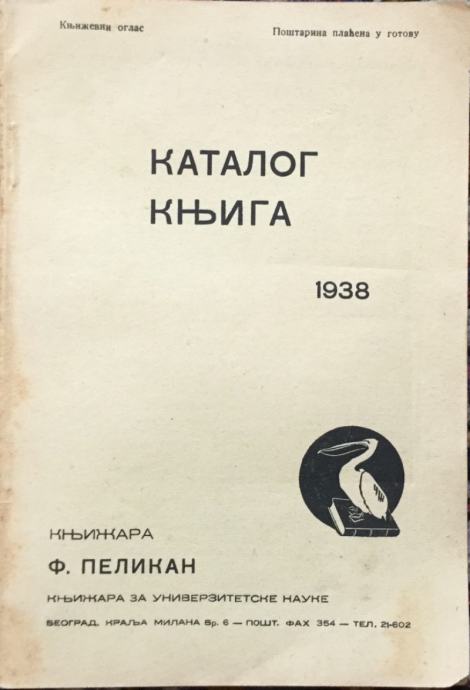 Књижевни оглас
Поштарина плаћена у готову
КАТАЛОГ
КЊИГА
1938
КЊИЖАРА
Ф. ПЕЛИКАН
КЊИЖАРА ЗА УНИВЕРЗИТЕТСКЕ НАУКЕ
БЕОГРАД, КРАЉА МИЛАНА Бр. 6 — ПОШТ. ФАХ 354 — ТЕЛ. 21-602